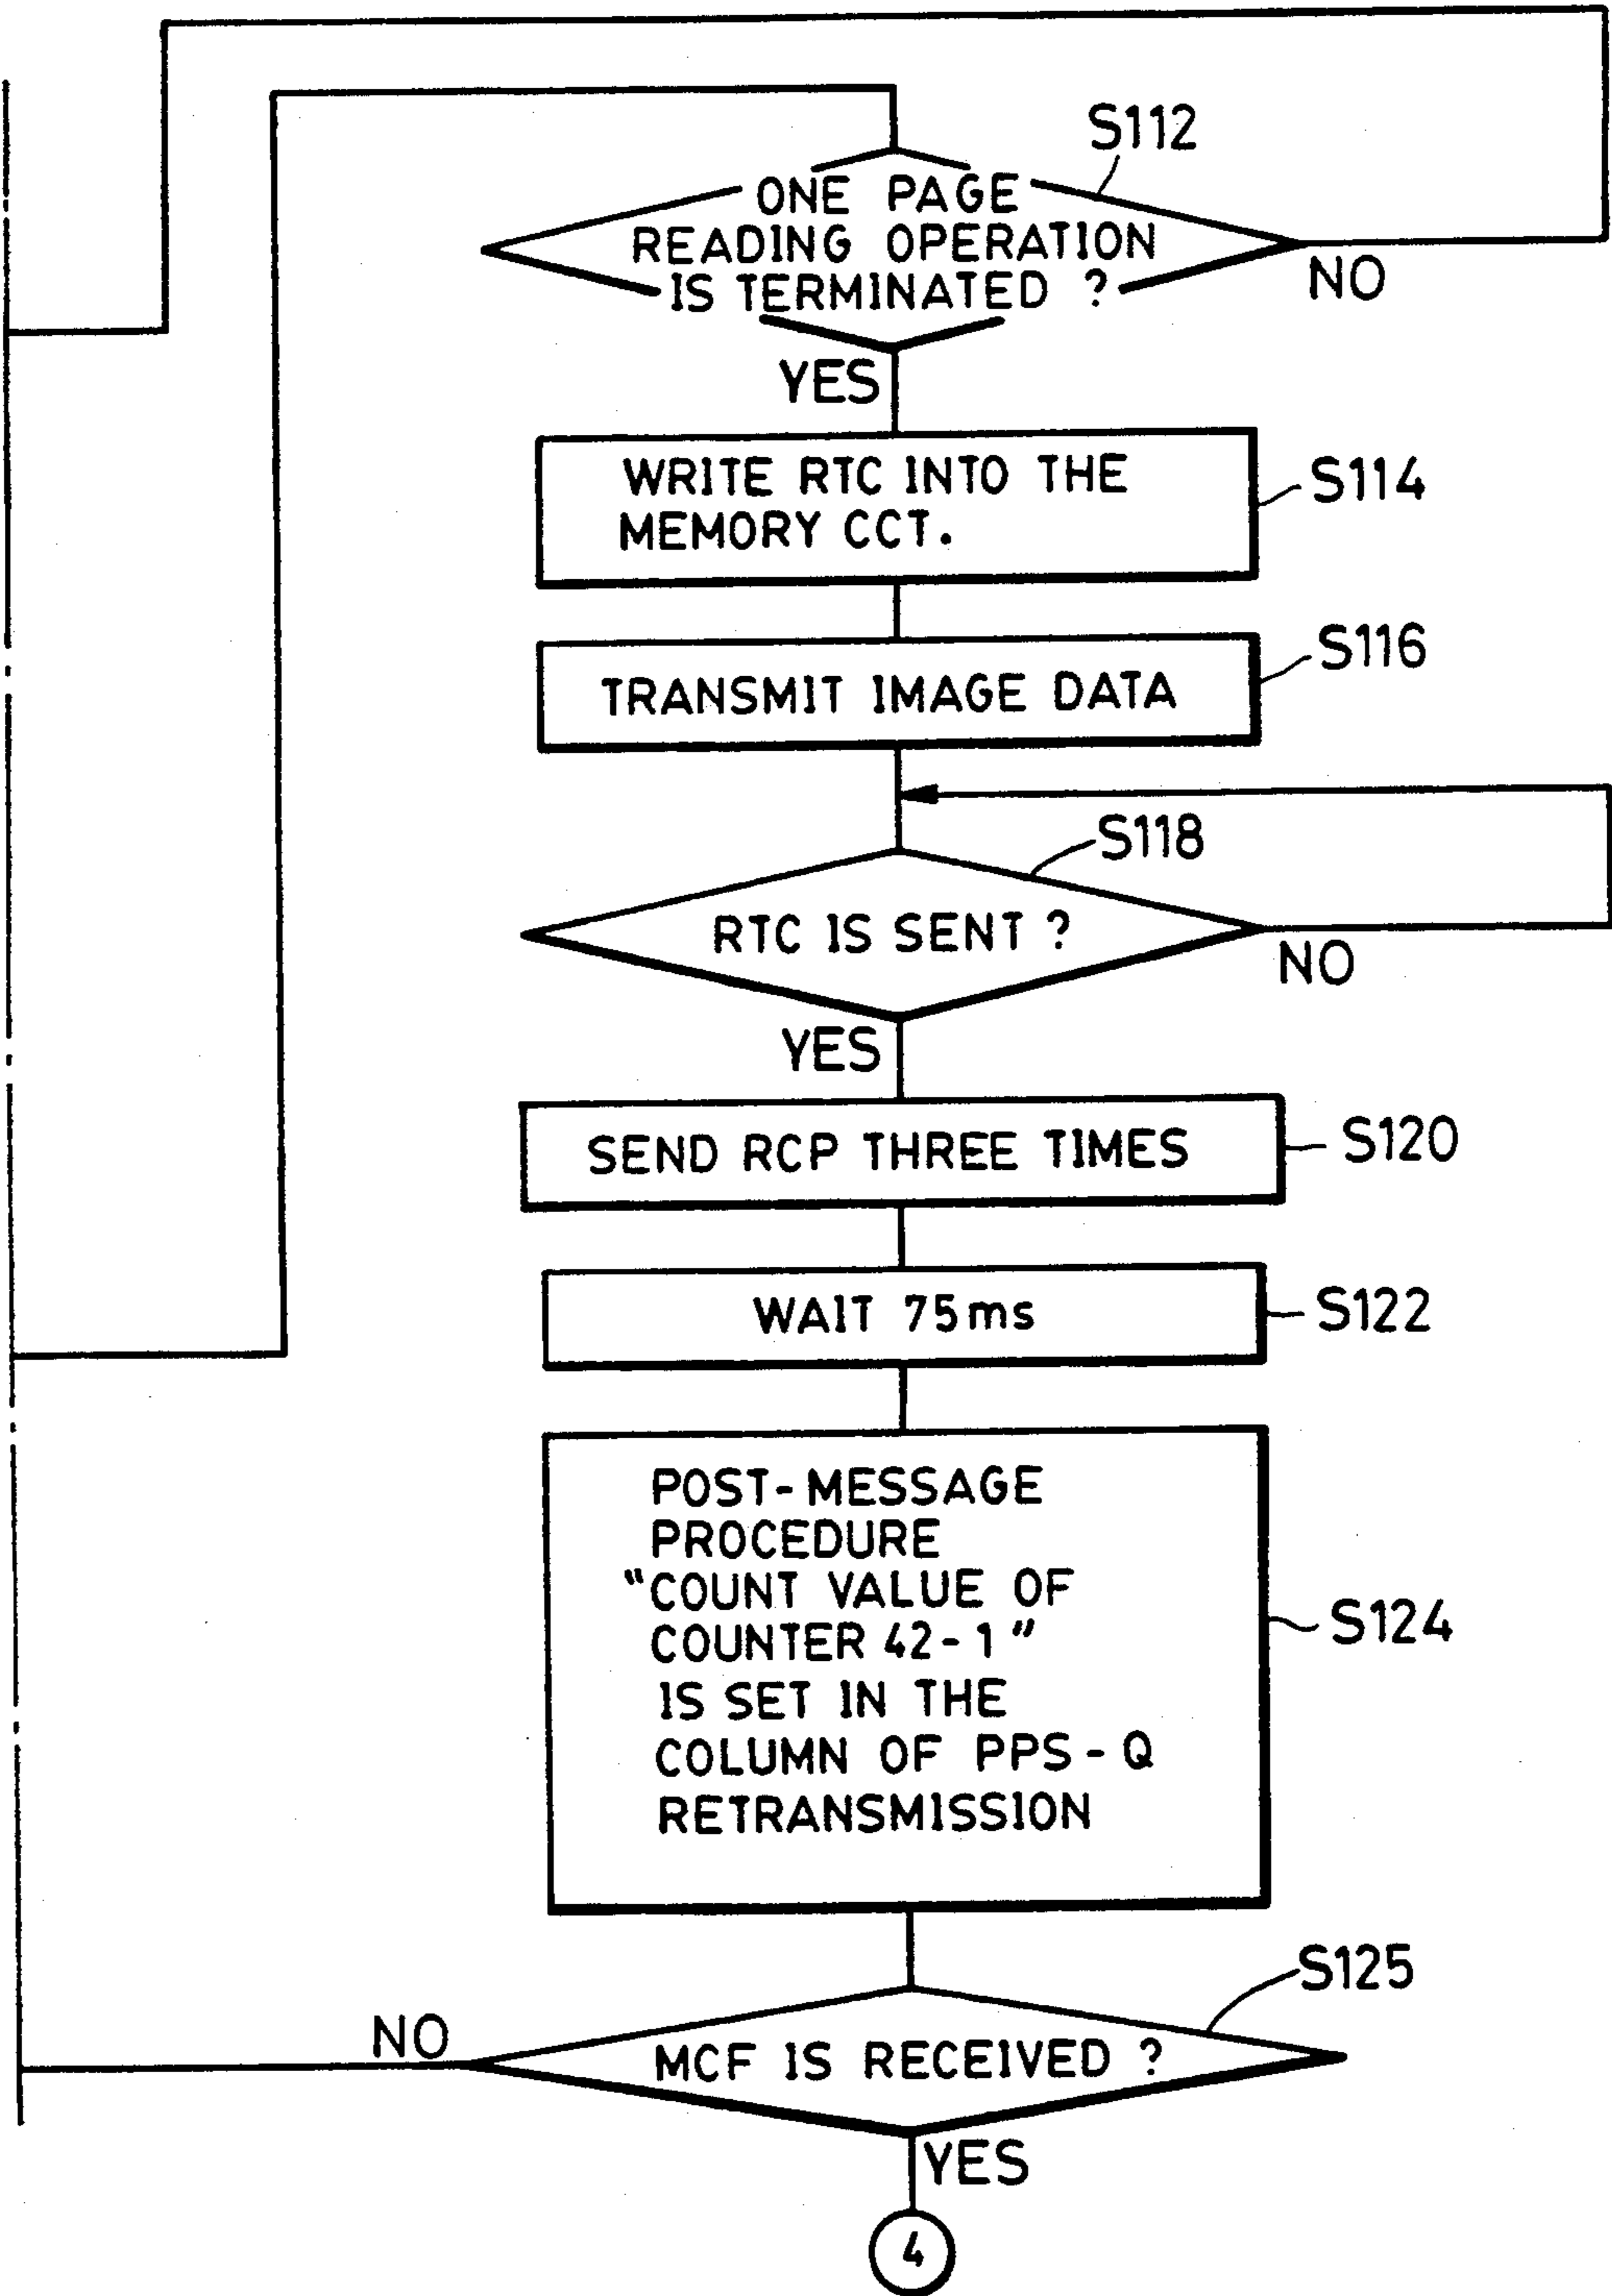 S112
ONE PAGE
READING OPERATION
IS TERMINATED ?
NO
YES
WRITE RTC INTO THE
MEMORY CCT.
S114
TRANSMIT IMAGE DATA
S116
S118
RTC IS SENT ?
NO
YES
SEND RCP THREE TIMES
S120
WAIT 75ms
S122
POST-MESSAGE
PROCEDURE
"COUNT VALUE OF
COUNTER 42-1"
IS SET IN THE
COLUMN OF PPS-Q
RETRANSMISSION
S124
S125
NO
MCF IS RECEIVED ?
YES
4